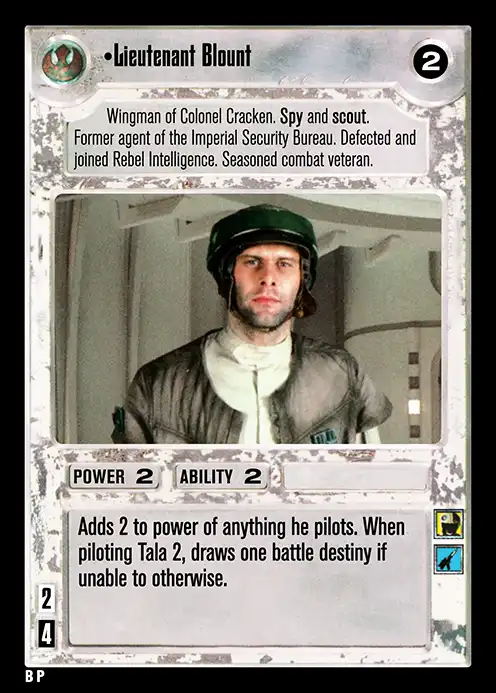 •Lieutenant Blount
2
Wingman of Colonel Cracken. Spy and scout.
Former agent of the Imperial Security Bureau. Defected and
joined Rebel Intelligence. Seasoned combat veteran.
POWER 2 ABILITY 2
Adds 2 to power of anything he pilots. When
piloting Tala 2, draws one battle destiny if
unable to otherwise.
2
4
B P